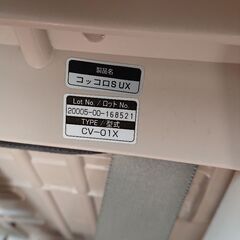 製品名
コッコロS UX
Lot No. / ロット No.
20005-00-168521
TYPE / 型式
CV-01X